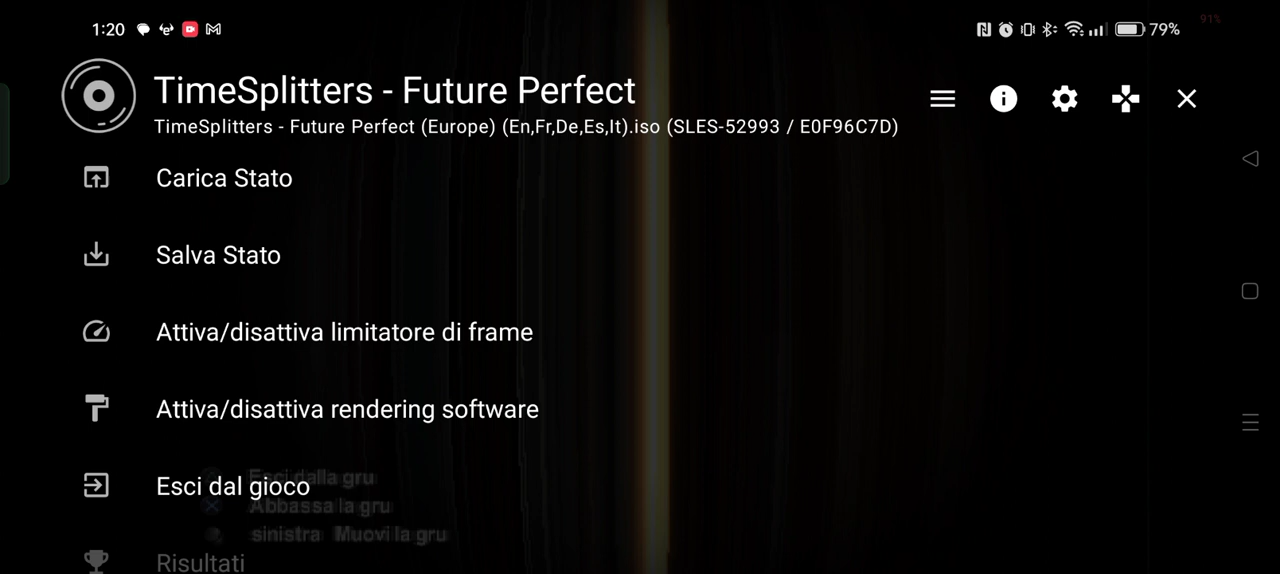 1:20
79%
91%
TimeSplitters - Future Perfect
TimeSplitters - Future Perfect (Europe) (En,Fr,De,Es,It).iso (SLES-52993 / E0F96C7D)
Carica Stato
Salva Stato
Attiva/disattiva limitatore di frame
Attiva/disattiva rendering software
Esci dalla gru
Esci dal gioco
Abbassa la gru
sinistra Muovi la gru
Risultati